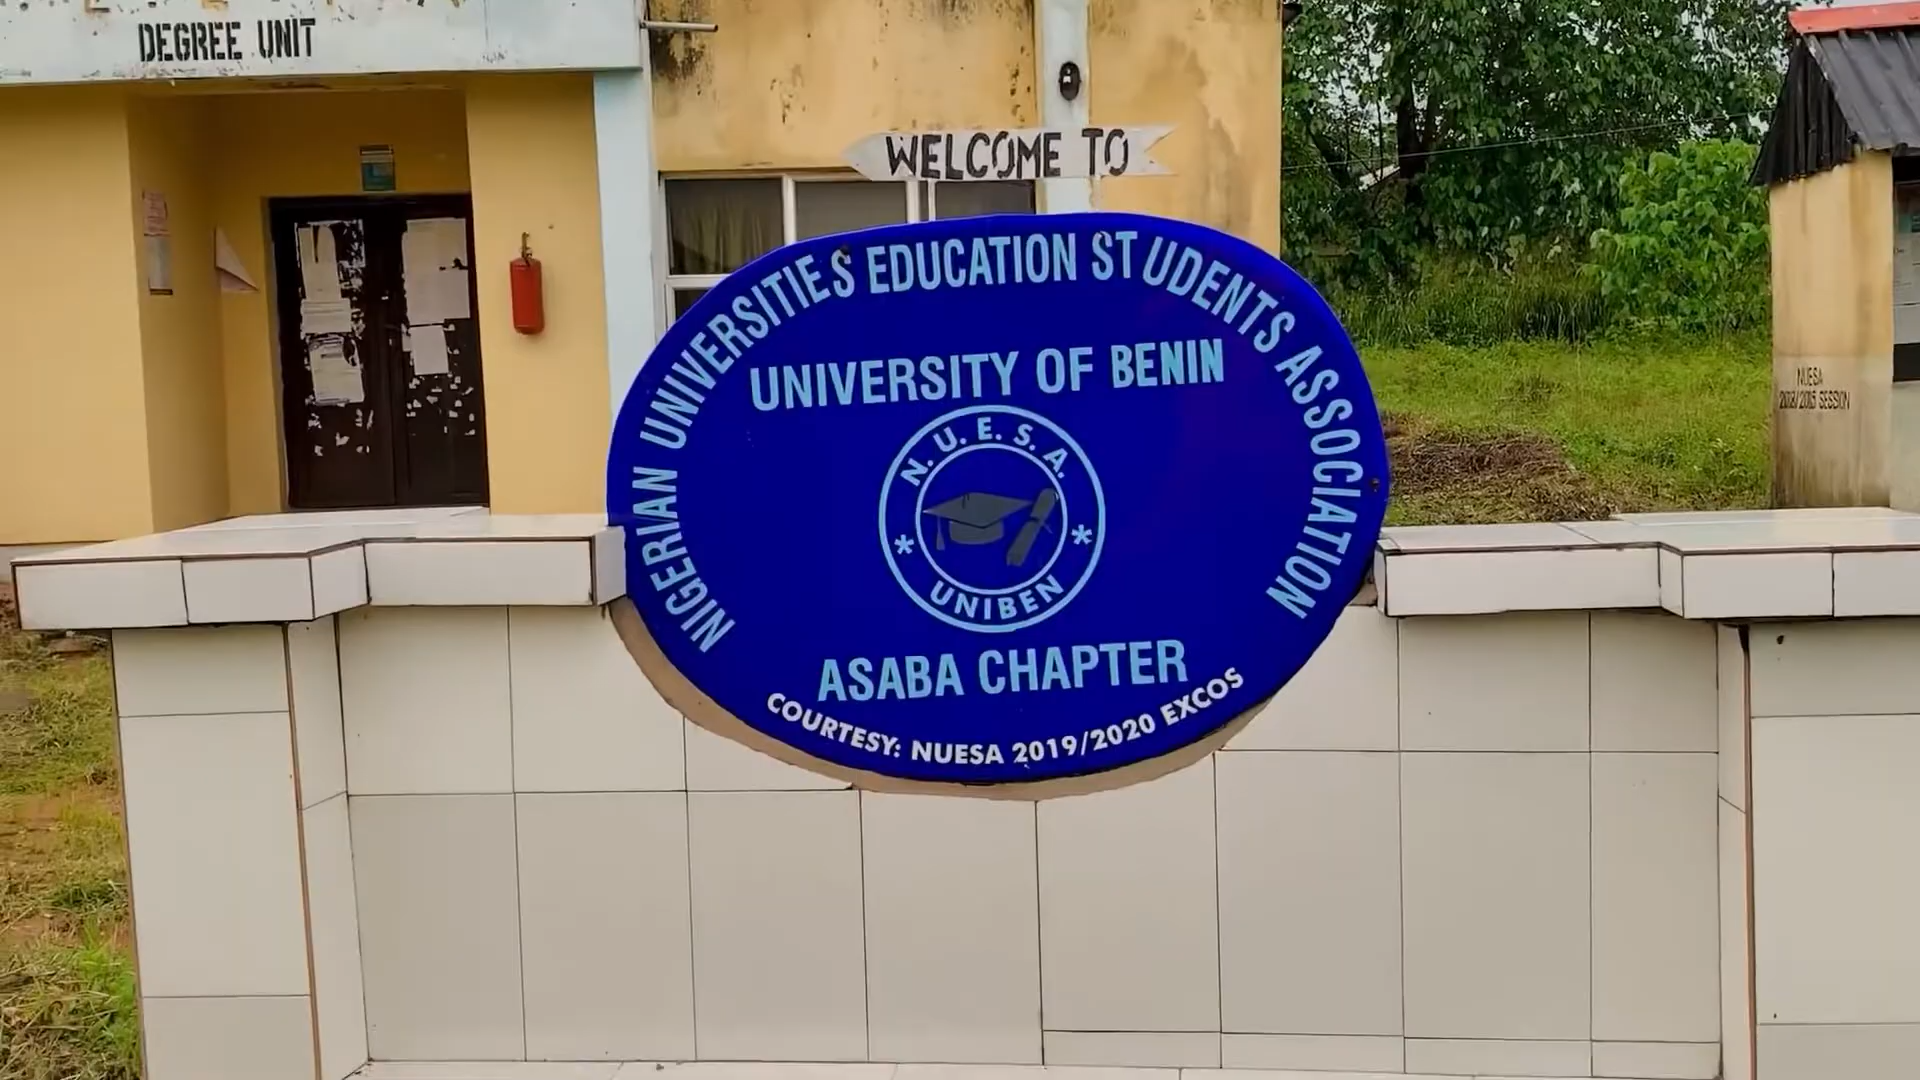 DEGREE UNIT
WELCOME TO
NIGERIAN UNIVERSITIES EDUCATION STUDENTS ASSOCIATION
UNIVERSITY OF BENIN
N. U. E. S. A.
* *
UNIBEN
ASABA CHAPTER
COURTESY: NUESA 2019/2020 EXCOS
NUESA
SESSION